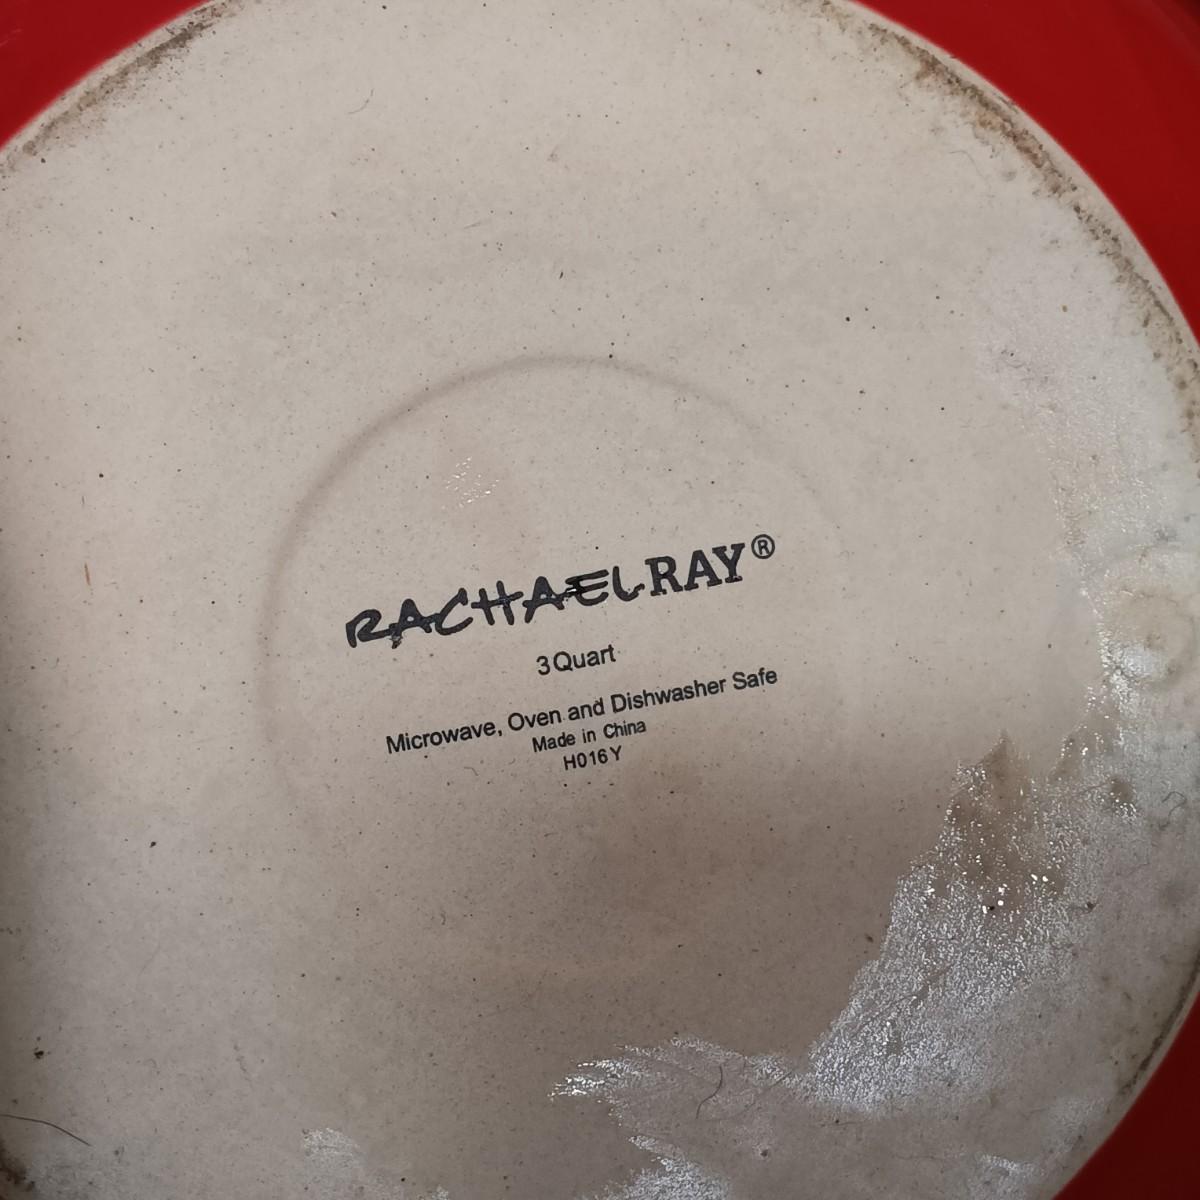 RACHAELRAY®
3 Quart
Microwave, Oven and Dishwasher Safe
Made in China
H016Y